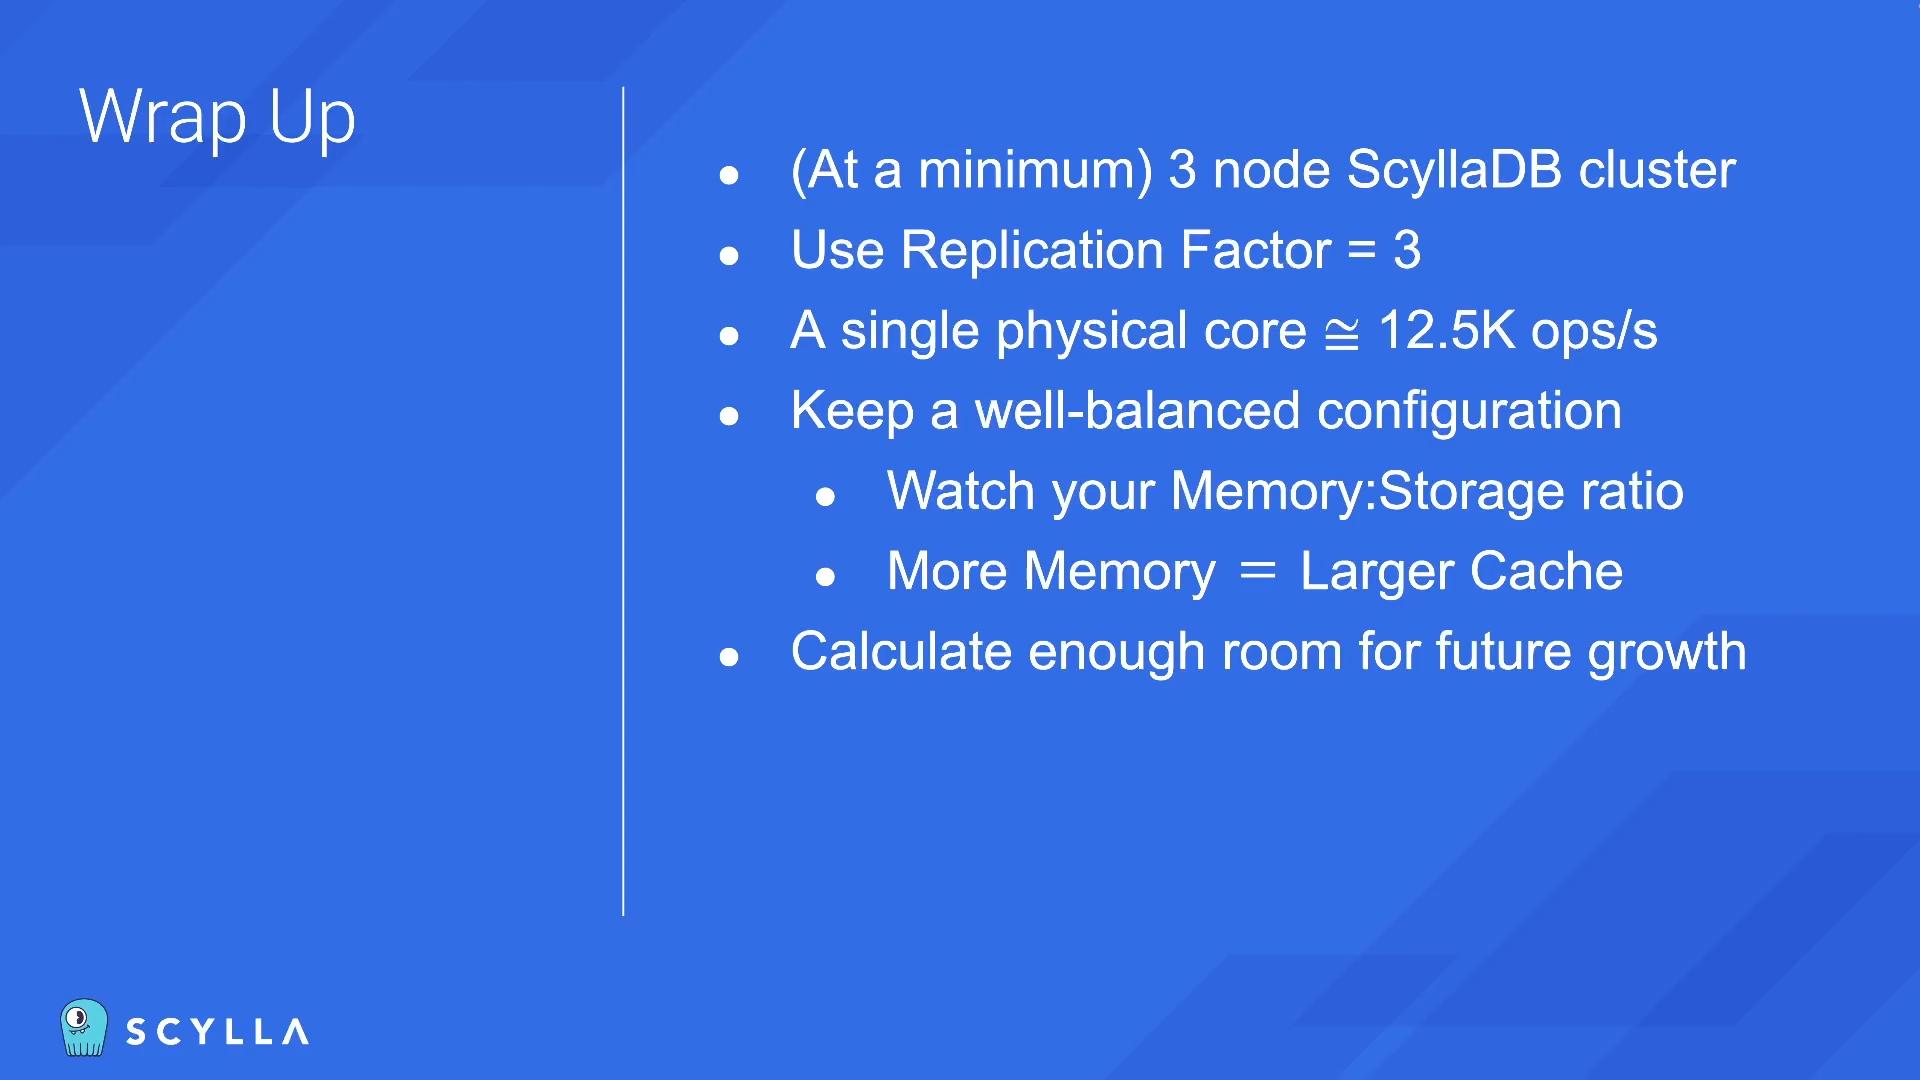 Wrap Up
● (At a minimum) 3 node ScyllaDB cluster
● Use Replication Factor = 3
● A single physical core ≅ 12.5K ops/s
● Keep a well-balanced configuration
● Watch your Memory:Storage ratio
● More Memory = Larger Cache
● Calculate enough room for future growth
SCYLLA